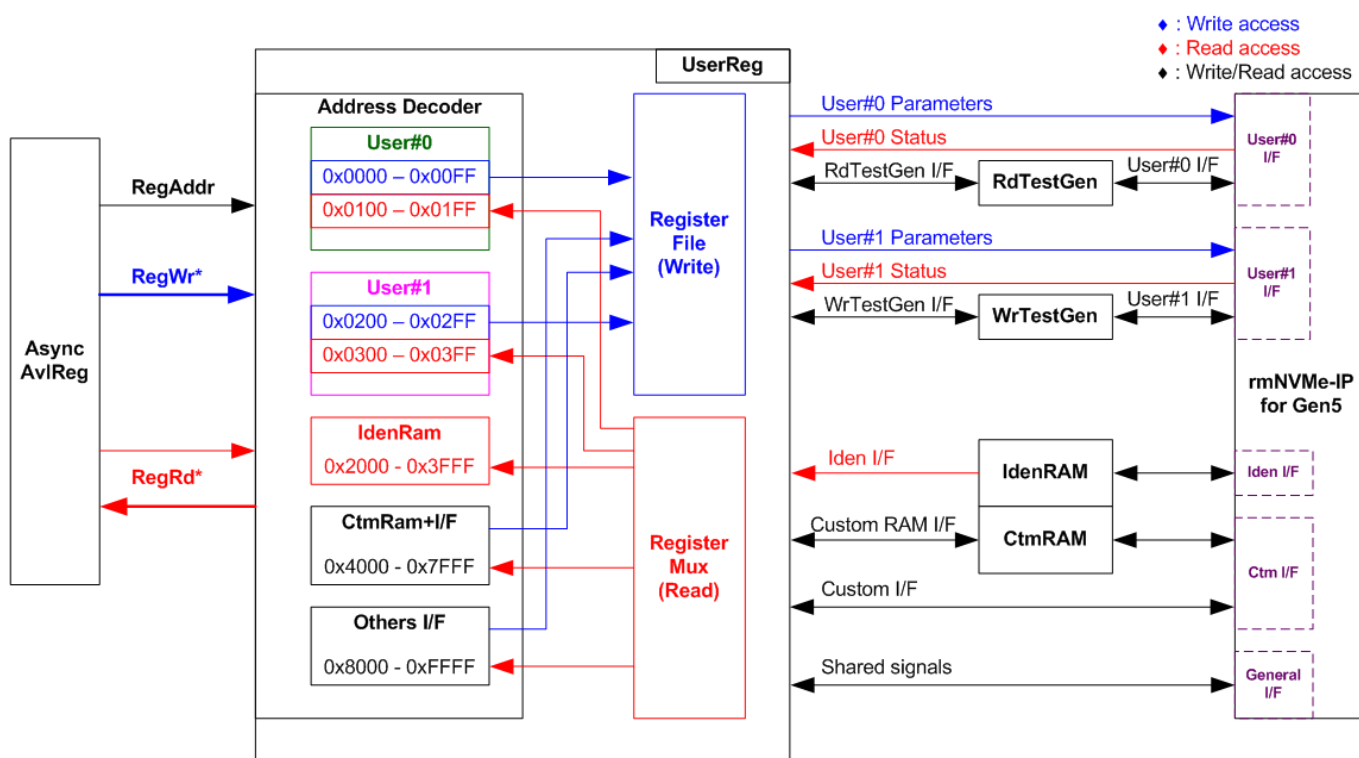 ♦ : Write access
♦ : Read access
♦ : Write/Read access
UserReg
Address Decoder
User#0
0x0000 – 0x00FF
0x0100 – 0x01FF
User#1
0x0200 – 0x02FF
0x0300 – 0x03FF
IdenRam
0x2000 - 0x3FFF
CtmRam+I/F
0x4000 - 0x7FFF
Others I/F
0x8000 - 0xFFFF
Async
AvlReg
RegAddr
RegWr*
RegRd*
Register
File
(Write)
Register
Mux
(Read)
User#0 Parameters
User#0 Status
RdTestGen I/F
RdTestGen
User#0 I/F
User#1 Parameters
User#1 Status
WrTestGen I/F
WrTestGen
User#1 I/F
Iden I/F
IdenRAM
Custom RAM I/F
CtmRAM
Custom I/F
Shared signals
User#0
I/F
User#1
I/F
rmNVMe-IP
for Gen5
Iden I/F
Ctm I/F
General
I/F